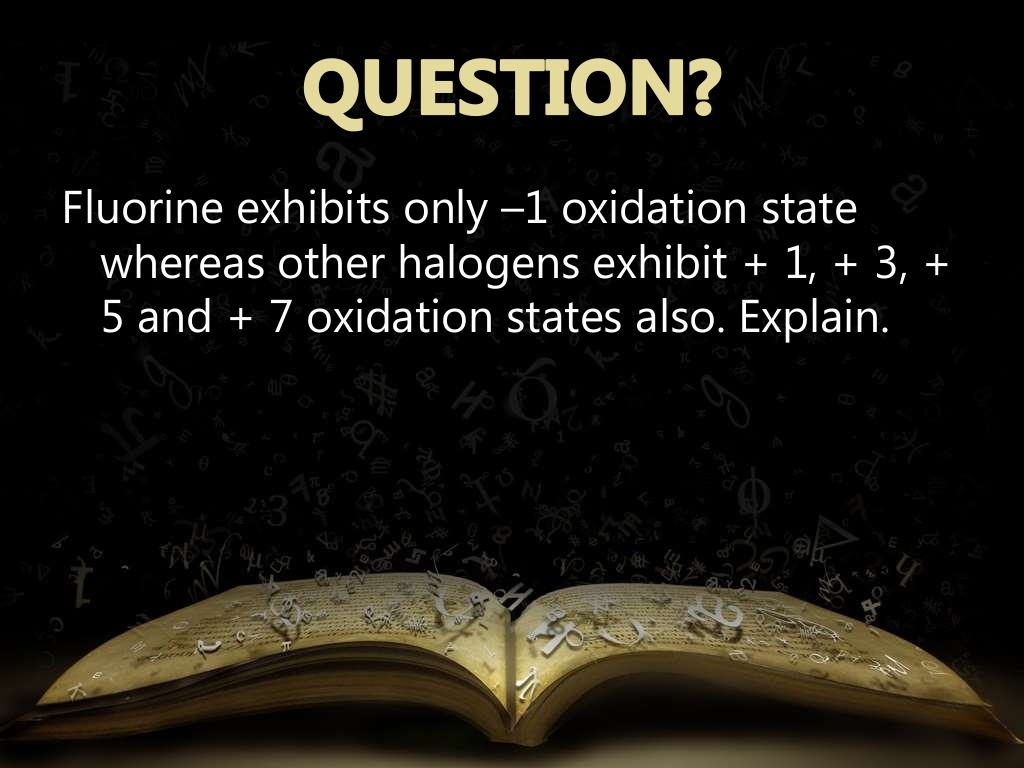 QUESTION?
Fluorine exhibits only –1 oxidation state
whereas other halogens exhibit + 1, + 3, +
5 and + 7 oxidation states also. Explain.